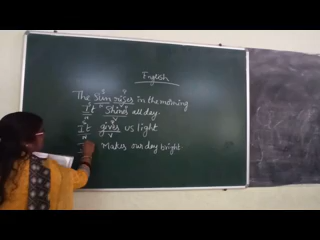 English
The Sun rises in the morning
It Shines all day.
It gives us light
Makes our day bright